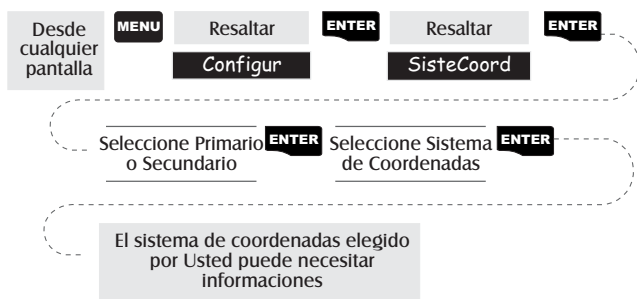 Desde
cualquier
pantalla
MENU
Resaltar
Configur
ENTER
Resaltar
SisteCoord
ENTER
Seleccione Primario
o Secundario
ENTER
Seleccione Sistema
de Coordenadas
ENTER
El sistema de coordenadas elegido
por Usted puede necesitar
informaciones